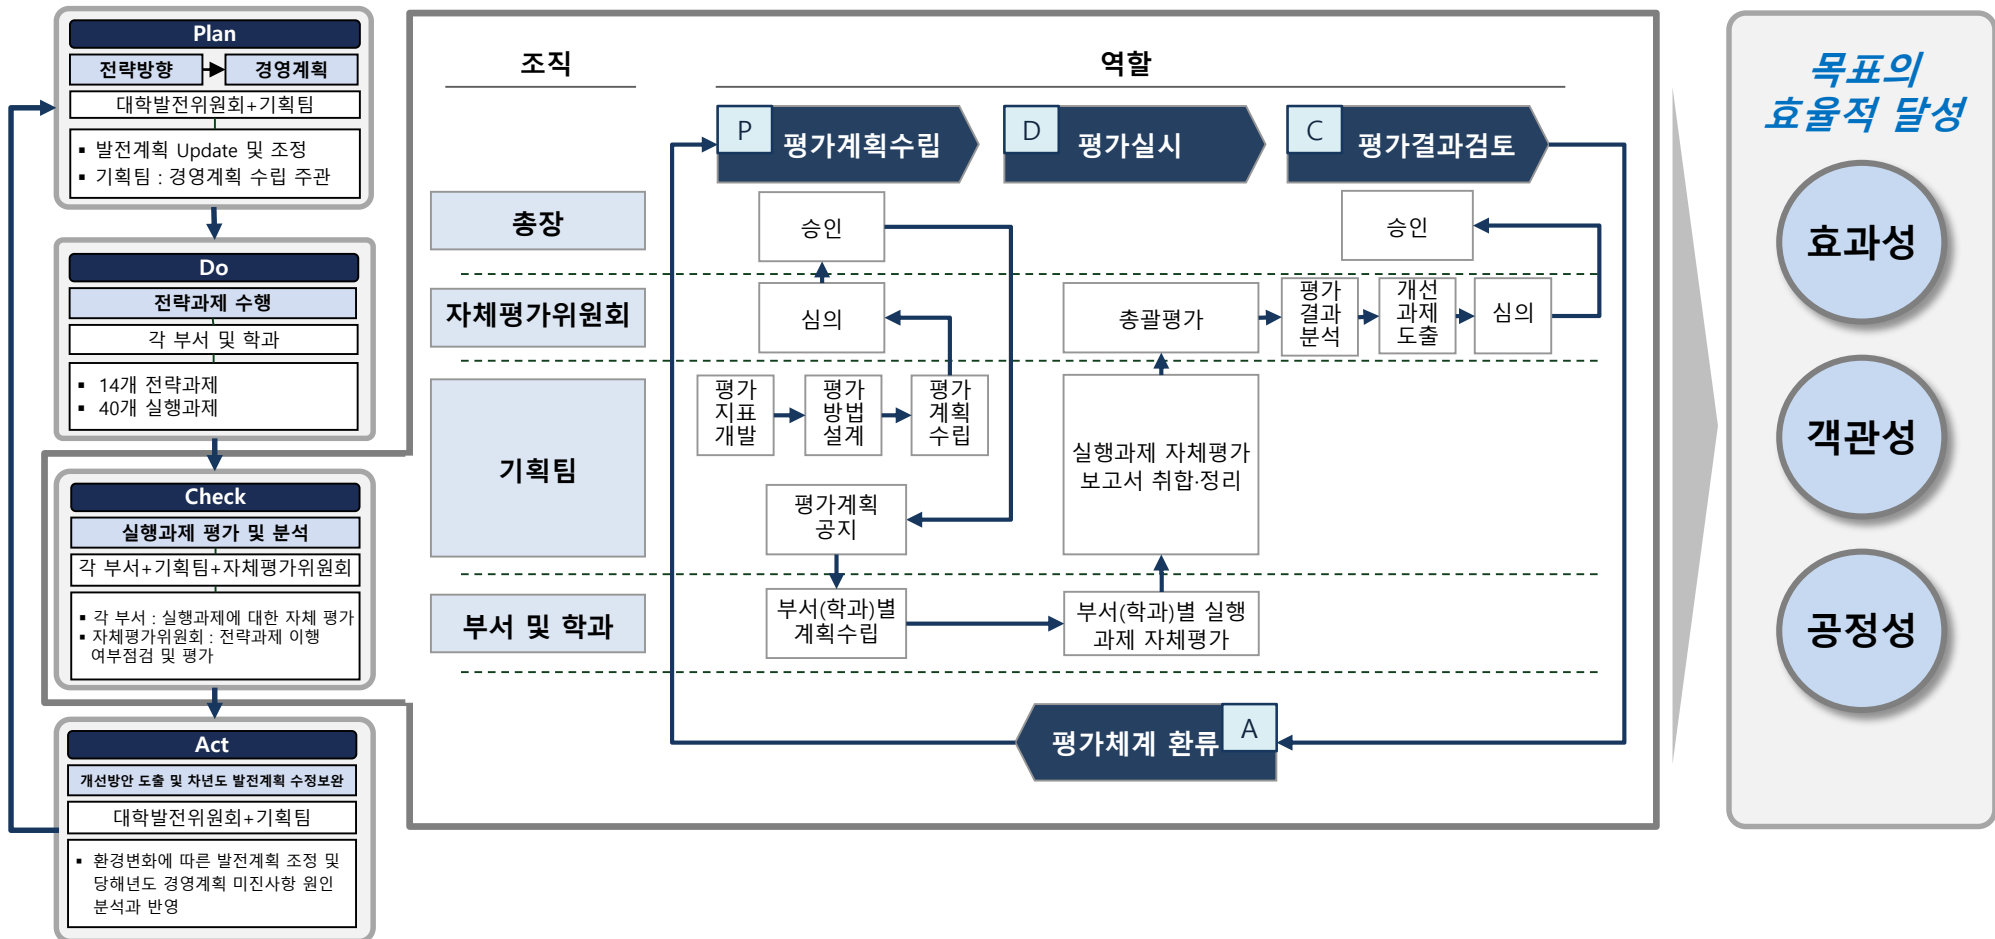 Plan
전략방향
경영계획
대학발전위원회+기획팀
▪ 발전계획 Update 및 조정
▪ 기획팀 : 경영계획 수립 주관
Do
전략과제 수행
각 부서 및 학과
▪ 14개 전략과제
▪ 40개 실행과제
Check
실행과제 평가 및 분석
각 부서+기획팀+자체평가위원회
▪ 각 부서 : 실행과제에 대한 자체 평가
▪ 자체평가위원회 : 전략과제 이행
여부점검 및 평가
Act
개선방안 도출 및 차년도 발전계획 수정보완
대학발전위원회+기획팀
▪ 환경변화에 따른 발전계획 조정 및
당해년도 경영계획 미진사항 원인
분석과 반영
조직
역할
P
평가계획수립
D
평가실시
C
평가결과검토
총장
승인
승인
자체평가위원회
심의
총괄평가
평가
결과
분석
개선
과제
도출
심의
기획팀
평가
지표
개발
평가
방법
설계
평가
계획
수립
평가계획
공지
실행과제 자체평가
보고서 취합·정리
부서 및 학과
부서(학과)별
계획수립
부서(학과)별 실행
과제 자체평가
평가체계 환류
A
목표의
효율적 달성
효과성
객관성
공정성